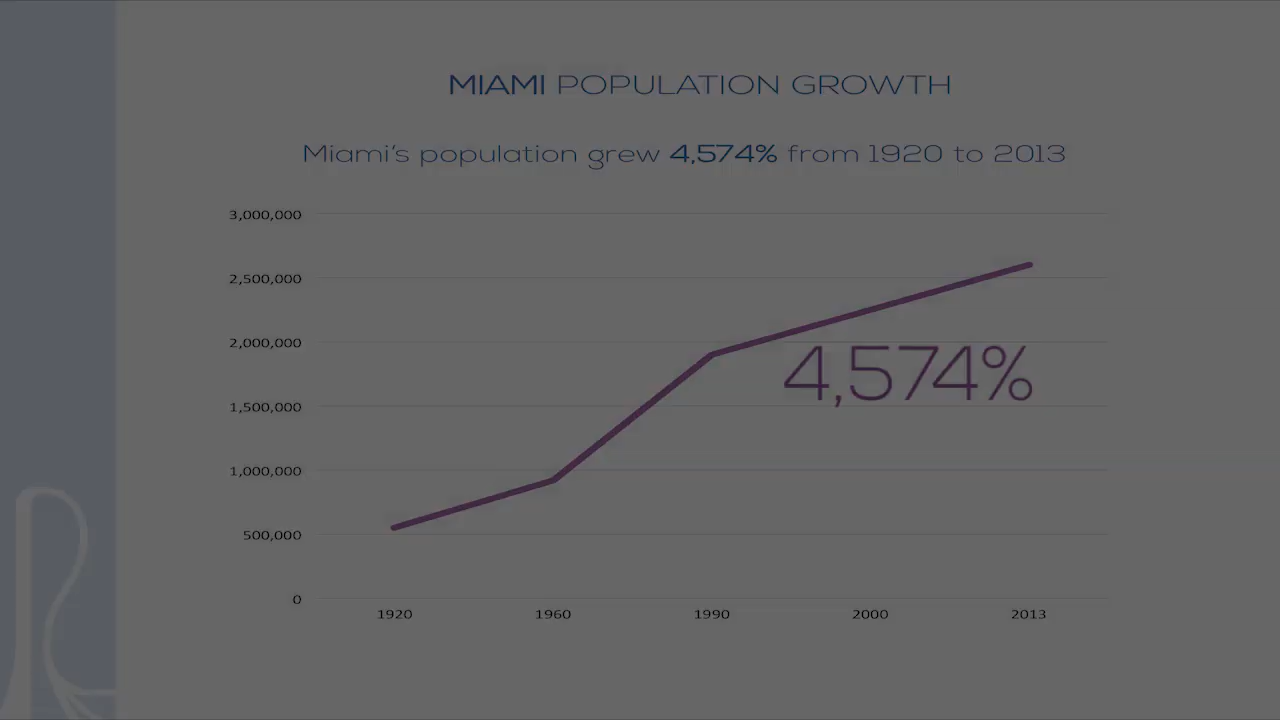 MIAMI POPULATION GROWTH
Miami's population grew 4,574% from 1920 to 2013
3,000,000
2,500,000
2,000,000
4,574%
1,500,000
1,000,000
500,000
0
1920 1960 1990 2000 2013